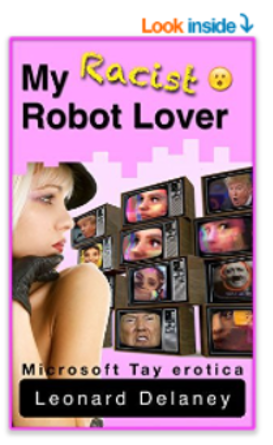 Look inside
My Racist
Robot Lover
Microsoft Tay erotica
Leonard Delaney